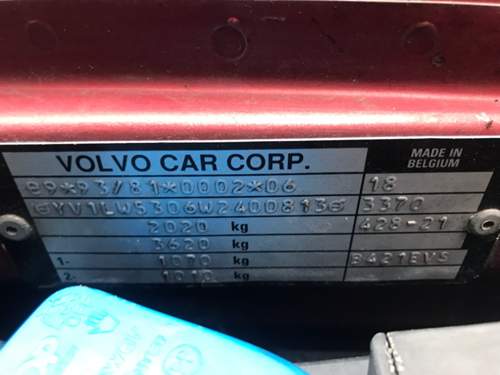 VOLVO CAR CORP. MADE IN BELGIUM
e9*93/81*0002*06 18
YV1LW5306W2400813 3370
2020 kg 428-21
3620 kg
1- 1070 kg B421EVS
2- 1010 kg